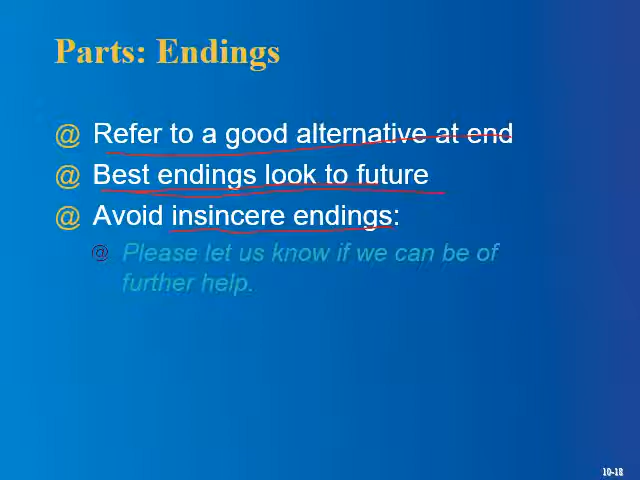 Parts: Endings
@ Refer to a good alternative at end
@ Best endings look to future
@ Avoid insincere endings:
@ Please let us know if we can be of
further help.
10-18